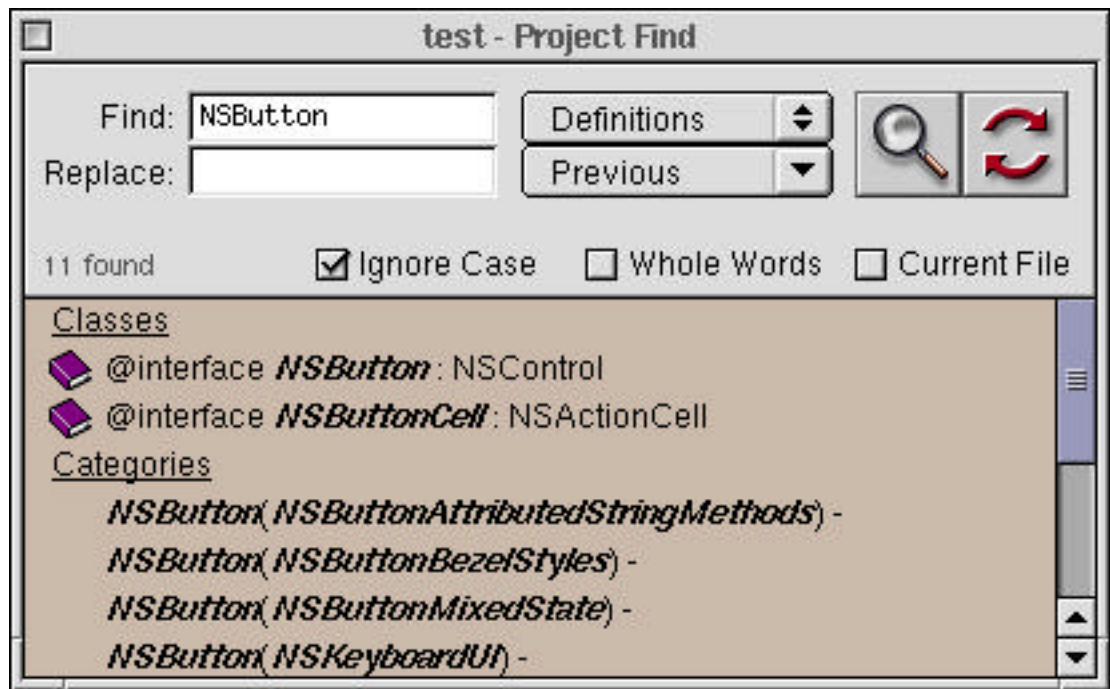 test - Project Find
Find: NSButton
Definitions
Replace:
Previous
11 found
Ignore Case
Whole Words
Current File
Classes
@interface NSButton : NSControl
@interface NSButtonCell : NSActionCell
Categories
NSButton(NSButtonAttributedStringMethods) -
NSButton(NSButtonBezelStyles) -
NSButton(NSButtonMixedState) -
NSButton(NSKeyboardUI) -